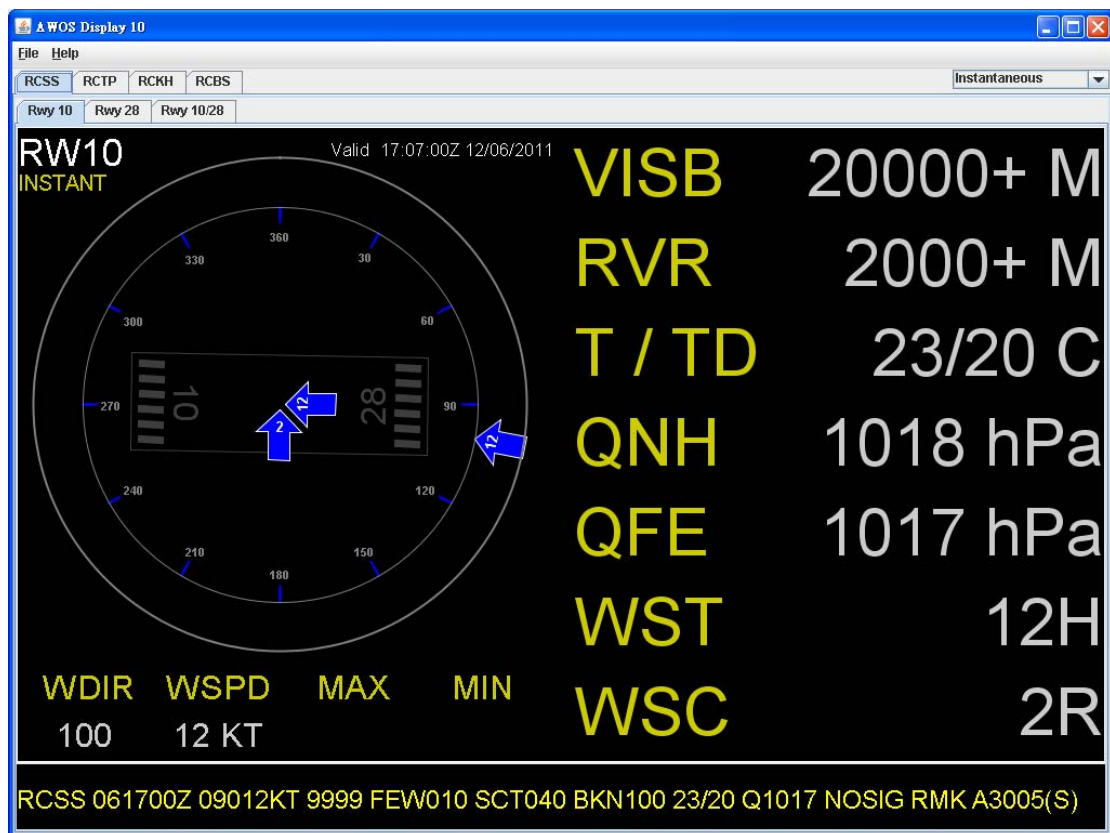 AWOS Display 10
File Help
RCSS RCTP RCKH RCBS
Instantaneous
Rwy 10 Rwy 28 Rwy 10/28
RW10
INSTANT
Valid 17:07:00Z 12/06/2011
360
330
30
300
60
270
90
240
120
210
150
180
10
28
12
2
12
WDIR WSPD MAX MIN
100 12 KT
VISB 20000+ M
RVR 2000+ M
T / TD 23/20 C
QNH 1018 hPa
QFE 1017 hPa
WST 12H
WSC 2R
RCSS 061700Z 09012KT 9999 FEW010 SCT040 BKN100 23/20 Q1017 NOSIG RMK A3005(S)